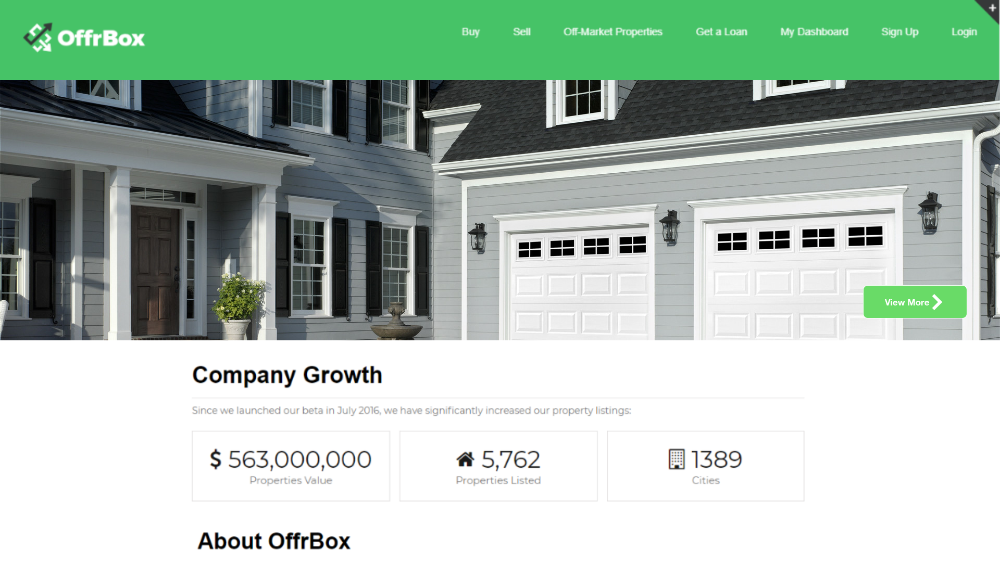 OffrBox
Buy Sell Off-Market Properties Get a Loan My Dashboard Sign Up Login
View More
Company Growth
Since we launched our beta in July 2016, we have significantly increased our property listings:
$ 563,000,000
Properties Value
5,762
Properties Listed
1389
Cities
About OffrBox